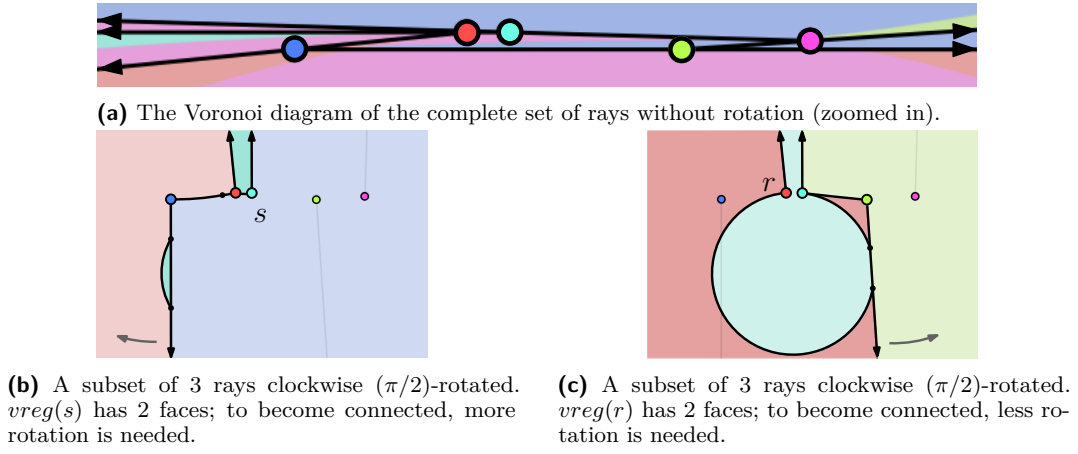 (a) The Voronoi diagram of the complete set of rays without rotation (zoomed in).
s
r
(b) A subset of 3 rays clockwise (π/2)-rotated.
vreg(s) has 2 faces; to become connected, more
rotation is needed.
(c) A subset of 3 rays clockwise (π/2)-rotated.
vreg(r) has 2 faces; to become connected, less ro-
tation is needed.